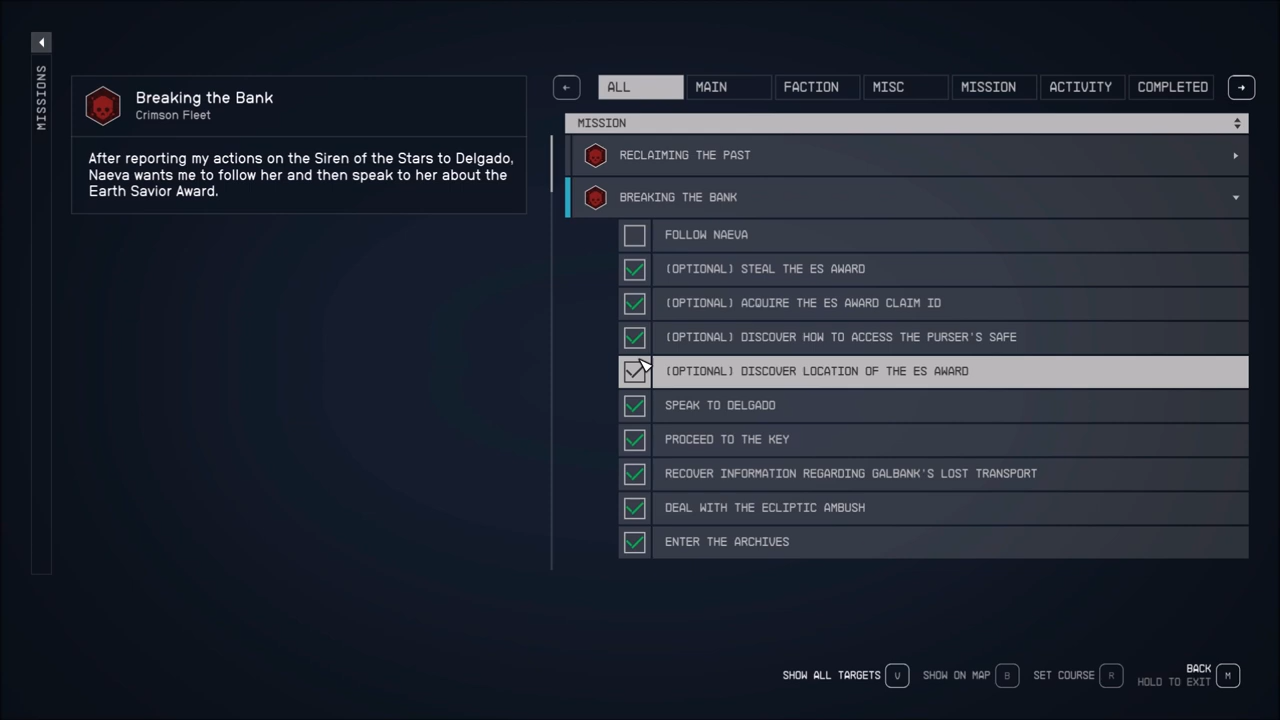 MISSIONS
Breaking the Bank
Crimson Fleet
After reporting my actions on the Siren of the Stars to Delgado,
Naeva wants me to follow her and then speak to her about the
Earth Savior Award.
ALL MAIN FACTION MISC MISSION ACTIVITY COMPLETED
MISSION
RECLAIMING THE PAST
BREAKING THE BANK
FOLLOW NAEVA
(OPTIONAL) STEAL THE ES AWARD
(OPTIONAL) ACQUIRE THE ES AWARD CLAIM ID
(OPTIONAL) DISCOVER HOW TO ACCESS THE PURSER'S SAFE
(OPTIONAL) DISCOVER LOCATION OF THE ES AWARD
SPEAK TO DELGADO
PROCEED TO THE KEY
RECOVER INFORMATION REGARDING GALBANK'S LOST TRANSPORT
DEAL WITH THE ECLIPTIC AMBUSH
ENTER THE ARCHIVES
SHOW ALL TARGETS V SHOW ON MAP B SET COURSE R BACK M
HOLD TO EXIT